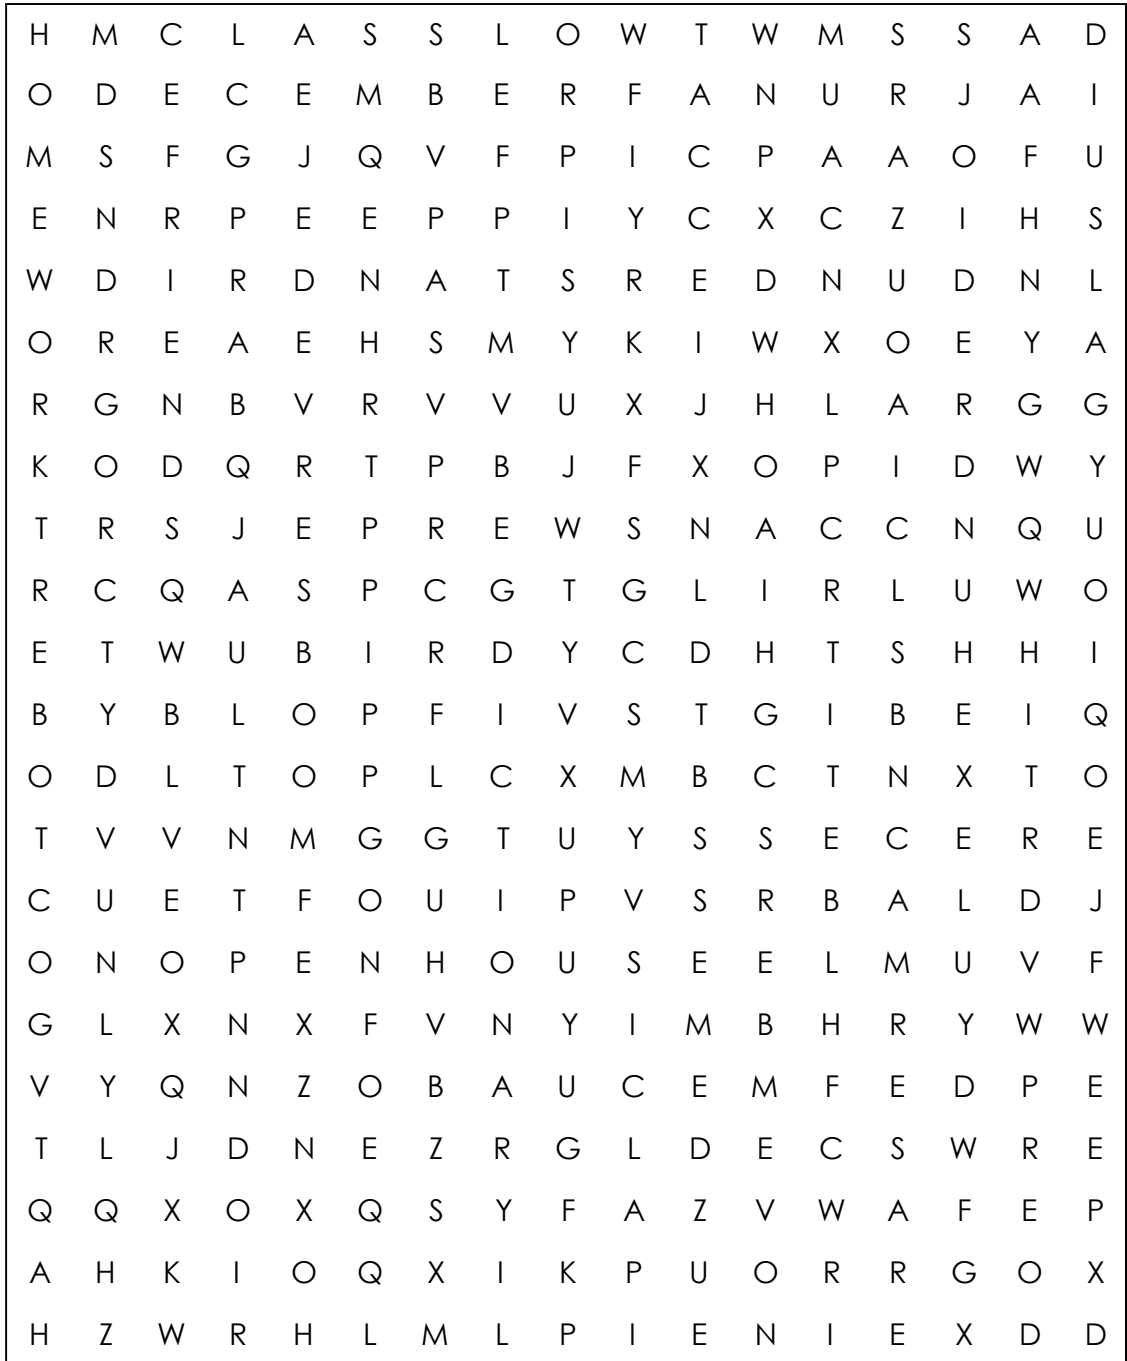 H M C L A S S L O W T W M S S A D
O D E C E M B E R F A N U R J A I
M S F G J Q V F P I C P A A O F U
E N R P E E P P I Y C X C Z I H S
W D I R D N A T S R E D N U D N L
O R E A E H S M Y K I W X O E Y A
R G N B V R V V U X J H L A R G G
K O D Q R T P B J F X O P I D W Y
T R S J E P R E W S N A C C N Q U
R C Q A S P C G T G L I R L U W O
E T W U B I R D Y C D H T S H H I
B Y B L O P F I V S T G I B E I Q
O D L T O P L C X M B C T N X T O
T V V N M G G T U Y S S E C E R E
C U E T F O U I P V S R B A L D J
O N O P E N H O U S E E L M U V F
G L X N X F V N Y I M B H R Y W W
V Y Q N Z O B A U C E M F E D P E
T L J D N E Z R G L D E C S W R E
Q Q X O X Q S Y F A Z V W A F E P
A H K I O Q X I K P U O R R G O X
H Z W R H L M L P I E N I E X D D